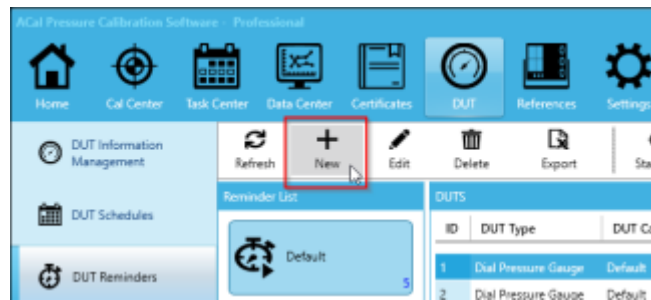 ACal Pressure Calibration Software - Professional
Home Cal Center Task Center Data Center Certificates DUT References Settings
DUT Information
Management
DUT Schedules
DUT Reminders
Refresh New Edit Delete Export
Reminder List
Default
5
DUTS
ID DUT Type
1 Dial Pressure Gauge Default
2 Dial Pressure Gauge Default